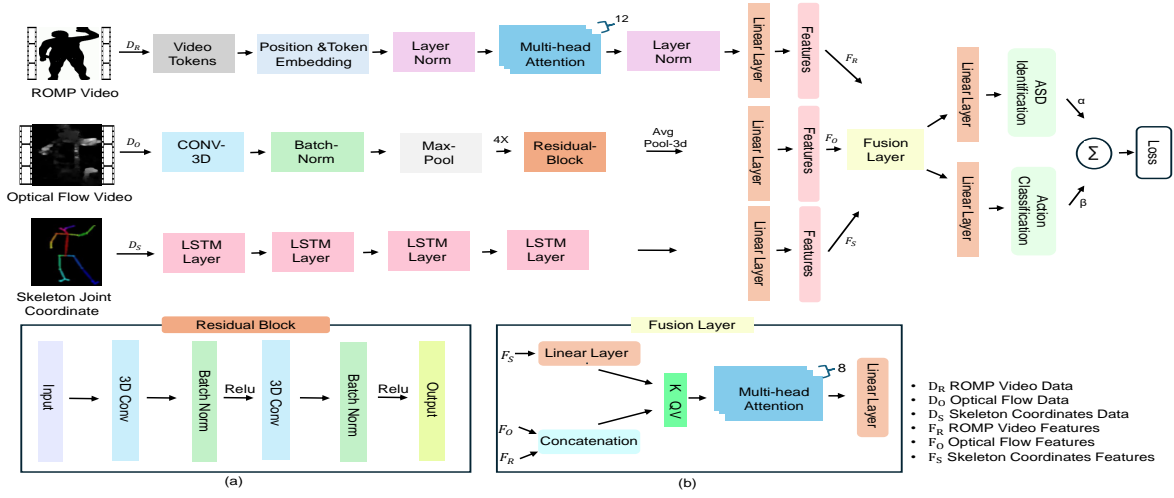 D_R
Video
Tokens
Position &Token
Embedding
Layer
Norm
Multi-head
Attention
12
Layer
Norm
Linear Layer
Features
F_R
ROMP Video
D_O
CONV-
3D
Batch-
Norm
Max-
Pool
4X
Residual-
Block
Avg
Pool-3d
Linear Layer
Features
F_O
Fusion
Layer
Optical Flow Video
D_S
LSTM
Layer
LSTM
Layer
LSTM
Layer
LSTM
Layer
Linear Layer
Features
F_S
Skeleton Joint
Coordinate
Linear Layer
ASD
Identification
α
Linear Layer
Action
Classification
β
Σ
Loss
Residual Block
Input
3D Conv
Batch Norm
Relu
3D Conv
Batch Norm
Relu
Output
(a)
Fusion Layer
F_S
Linear Layer
F_O
F_R
Concatenation
K QV
Multi-head
Attention
8
Linear Layer
(b)
• D_R ROMP Video Data
• D_O Optical Flow Data
• D_S Skeleton Coordinates Data
• F_R ROMP Video Features
• F_O Optical Flow Features
• F_S Skeleton Coordinates Features